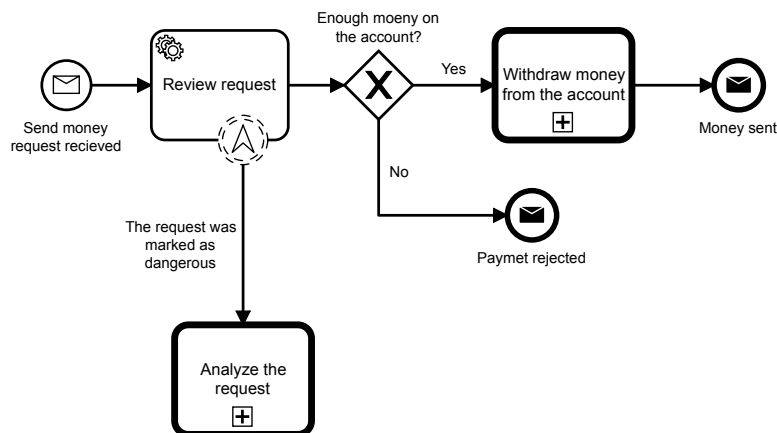 Enough moeny on
the account?
Review request
Yes
Withdraw money
from the account
Send money
request recieved
Money sent
No
The request was
marked as
dangerous
Paymet rejected
Analyze the
request